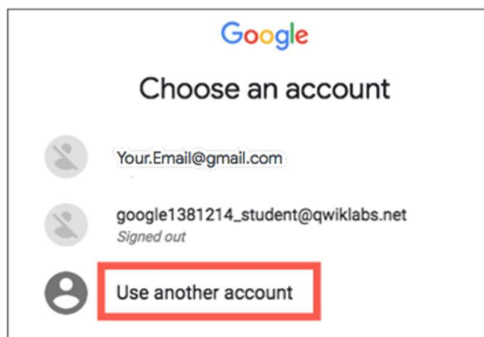 Google
Choose an account
Your.Email@gmail.com
google1381214_student@qwiklabs.net
Signed out
Use another account